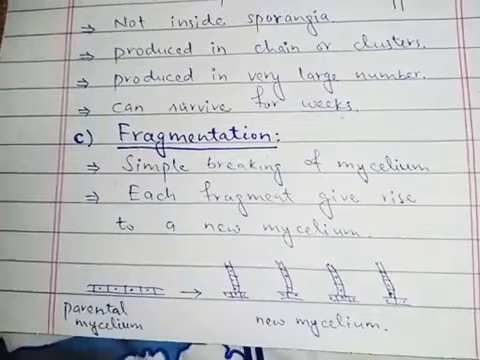 ⇒ Not inside sporangia.
⇒ produced in chain or clusters.
⇒ produced in very large number.
⇒ can survive for weeks.
c) Fragmentation:
⇒ Simple breaking of mycelium
⇒ Each fragment give rise
to a new mycelium.
→
parental
mycelium
new mycelium.